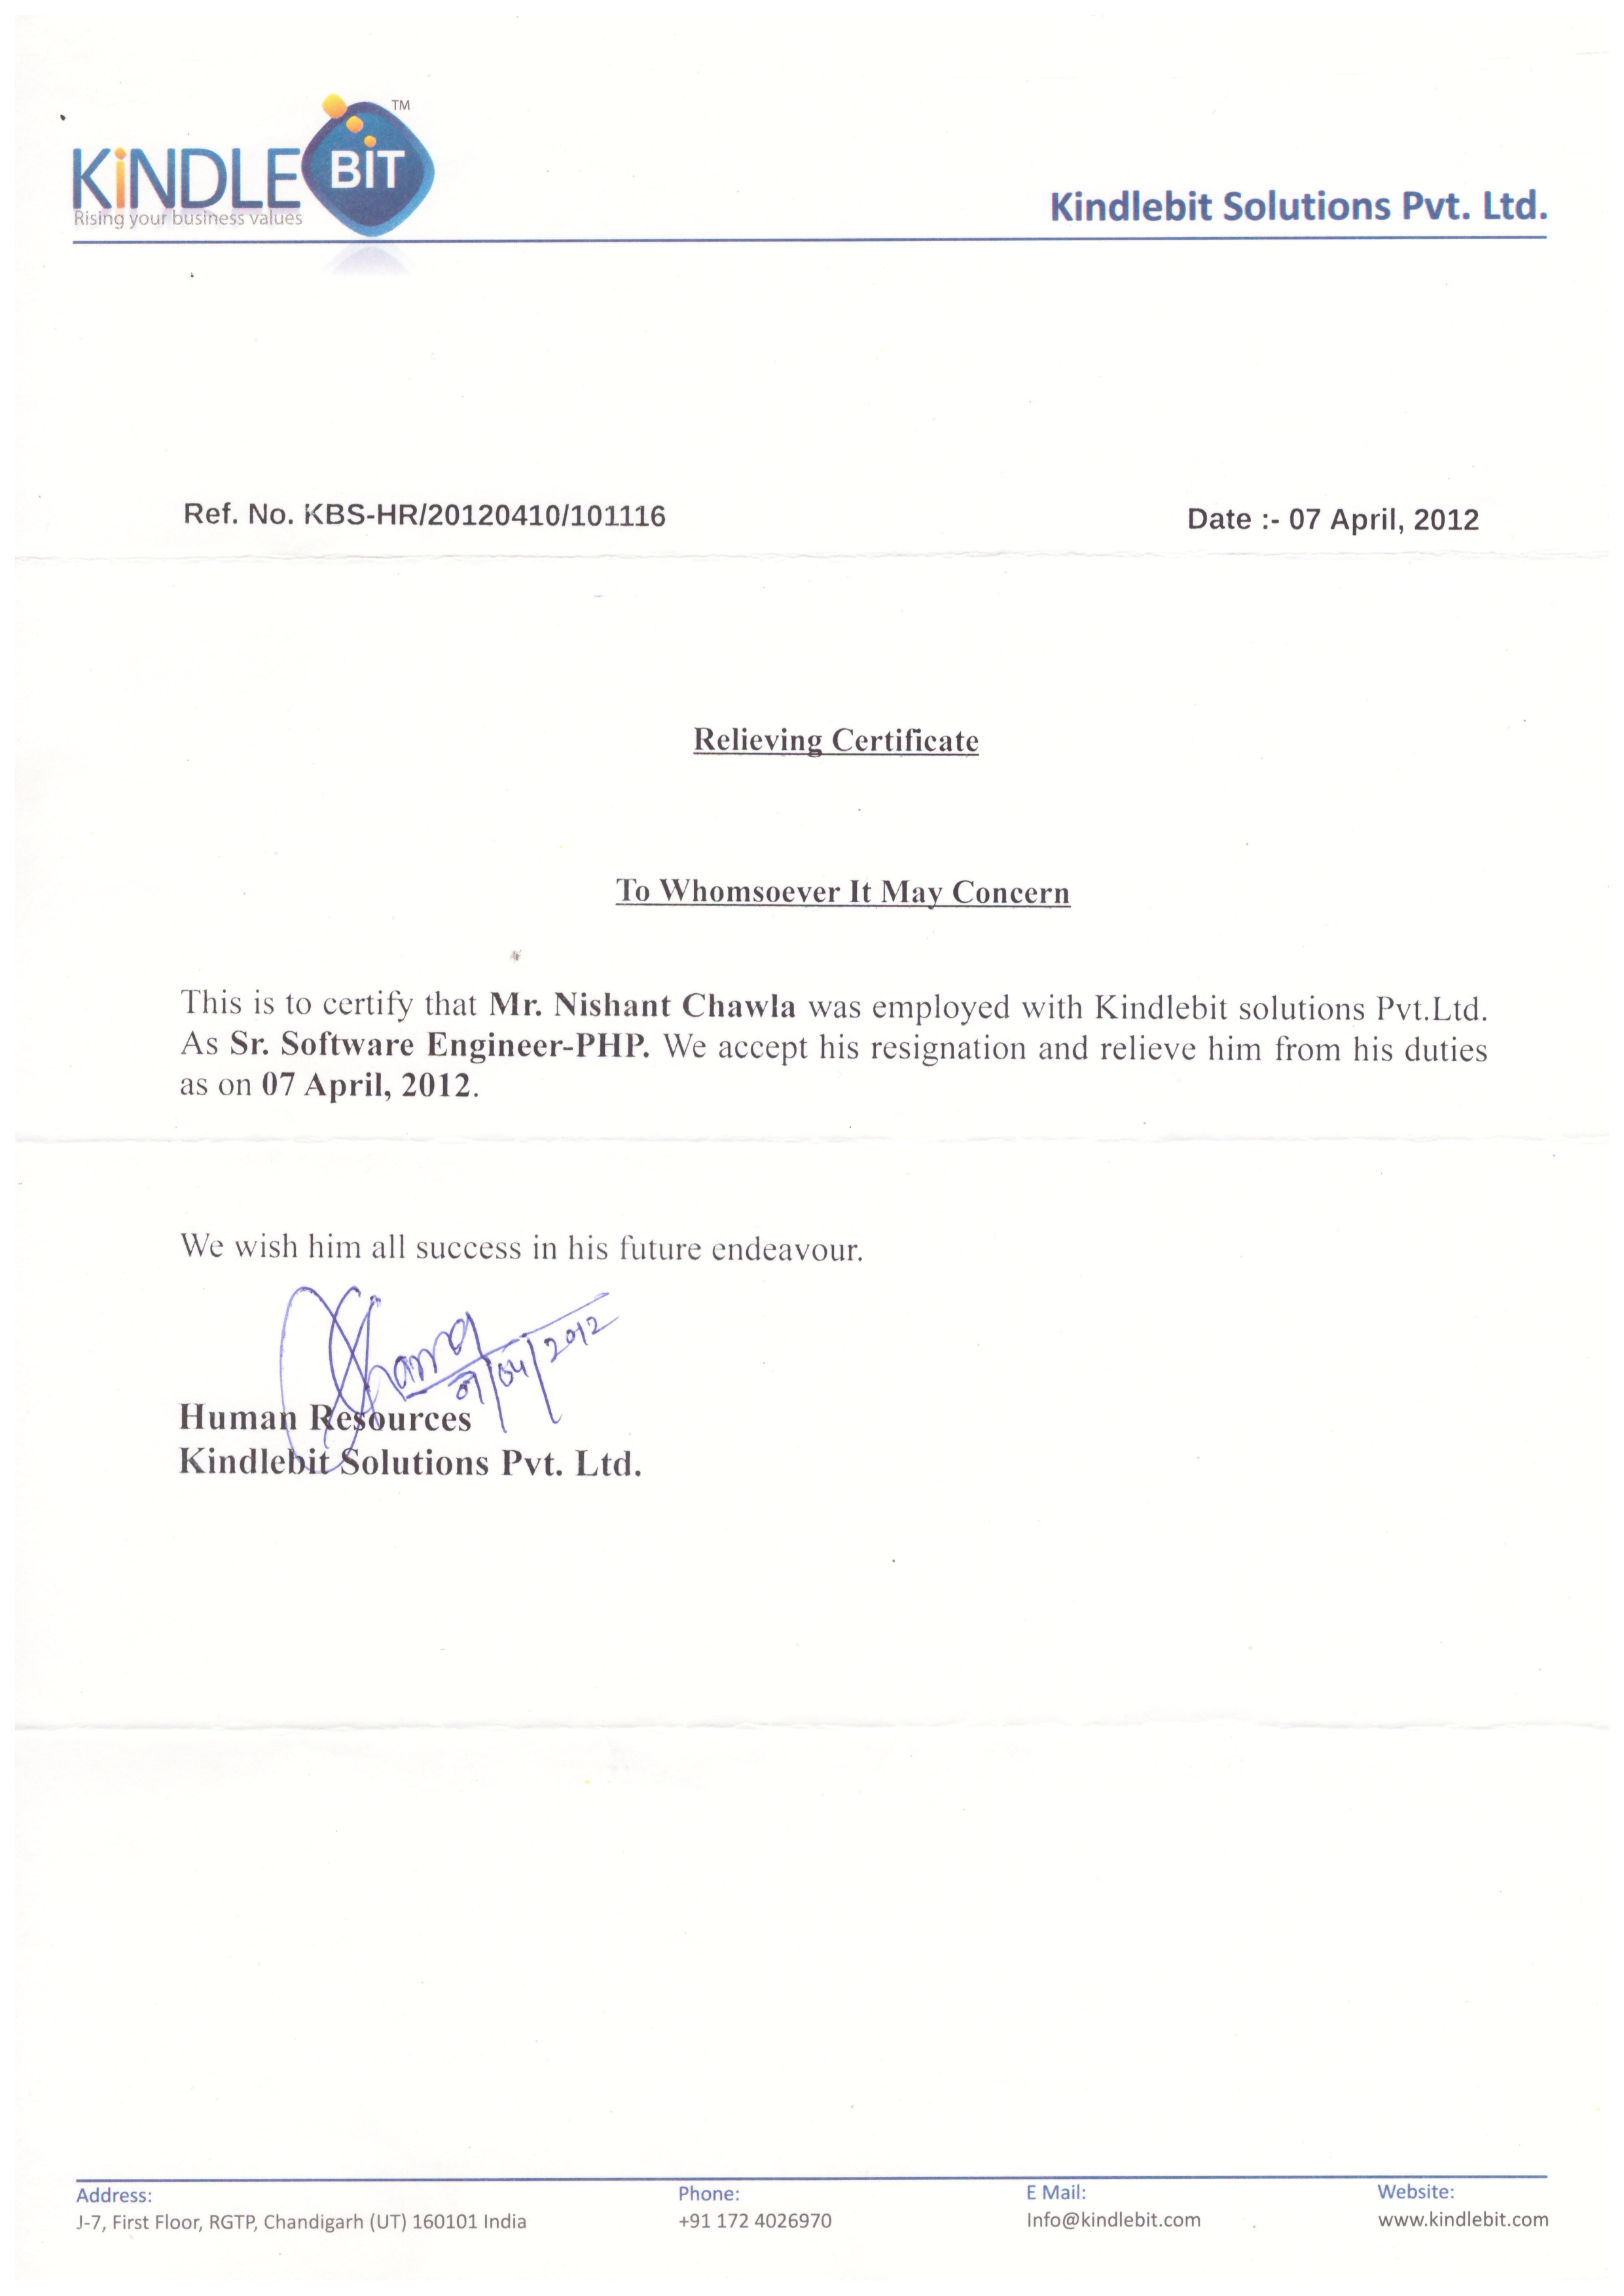 KiNDLE BiT TM
Rising your business values
Kindlebit Solutions Pvt. Ltd.
Ref. No. KBS-HR/20120410/101116
Date :- 07 April, 2012
Relieving Certificate
To Whomsoever It May Concern
This is to certify that Mr. Nishant Chawla was employed with Kindlebit solutions Pvt.Ltd.
As Sr. Software Engineer-PHP. We accept his resignation and relieve him from his duties
as on 07 April, 2012.
We wish him all success in his future endeavour.
/04/2012
Human Resources
Kindlebit Solutions Pvt. Ltd.
Address:
J-7, First Floor, RGTP, Chandigarh (UT) 160101 India
Phone:
+91 172 4026970
E Mail:
Info@kindlebit.com
Website:
www.kindlebit.com